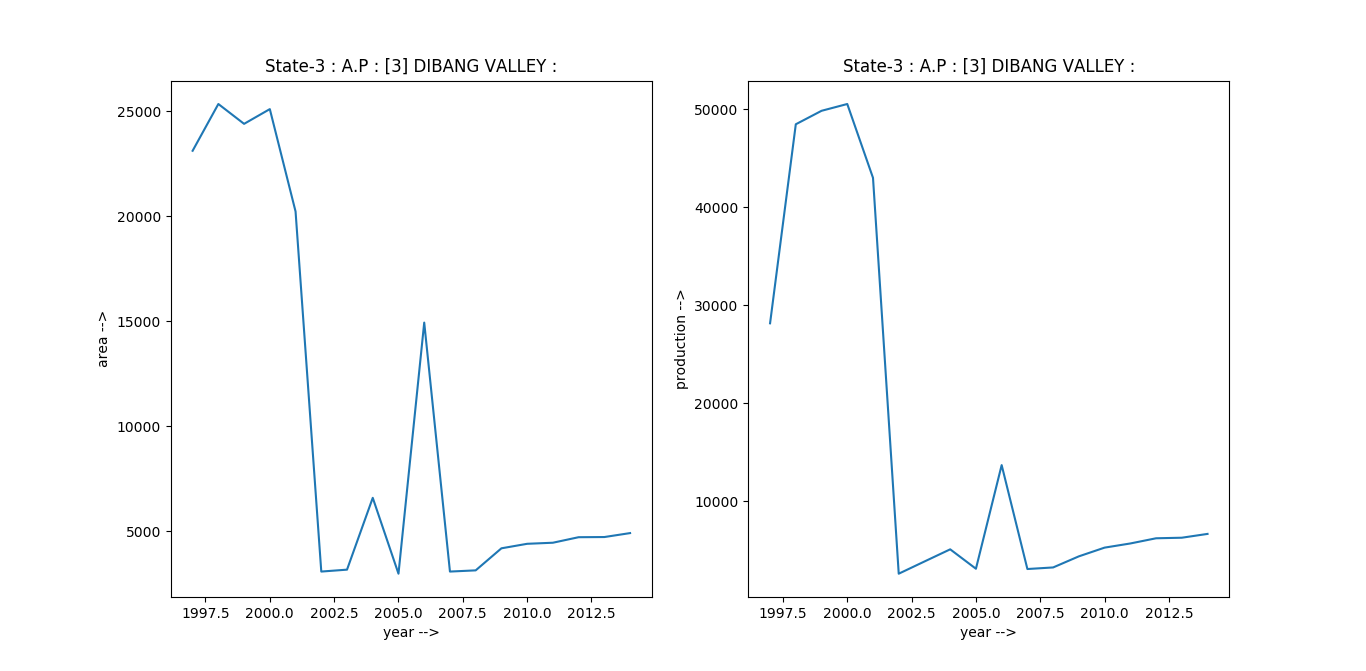 State-3 : A.P : [3] DIBANG VALLEY :
25000
20000
15000
10000
5000
area -->
1997.5 2000.0 2002.5 2005.0 2007.5 2010.0 2012.5
year -->
State-3 : A.P : [3] DIBANG VALLEY :
50000
40000
30000
20000
10000
production -->
1997.5 2000.0 2002.5 2005.0 2007.5 2010.0 2012.5
year -->